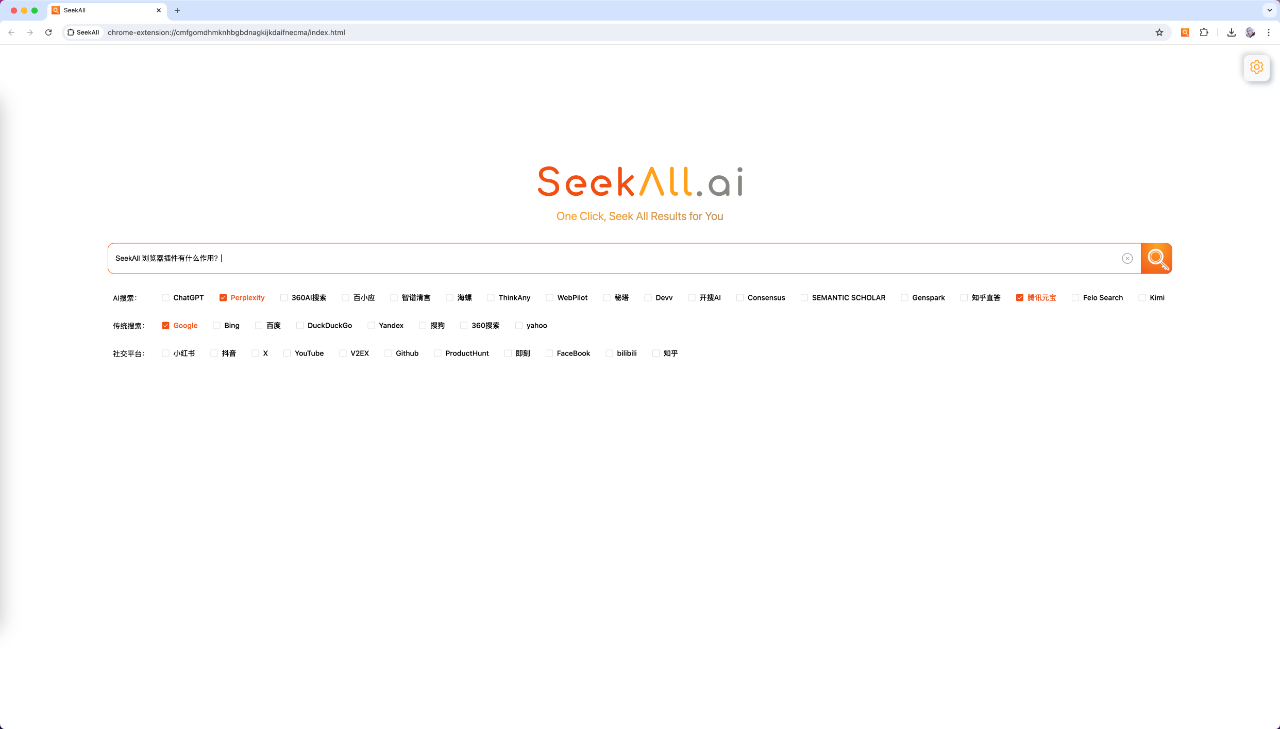 SeekAll
SeekAll chrome-extension://cmfgomdhmknhbgbdnagkijkdaifnecma/index.html
SeekAll.ai
One Click, Seek All Results for You
SeekAll 浏览器插件有什么作用？
AI搜索： ChatGPT Perplexity 360AI搜索 百小应 智谱清言 海螺 ThinkAny WebPilot 秘塔 Devv 开搜AI Consensus SEMANTIC SCHOLAR Genspark 知乎直答 腾讯元宝 Felo Search Kimi
传统搜索： Google Bing 百度 DuckDuckGo Yandex 搜狗 360搜索 yahoo
社交平台： 小红书 抖音 X YouTube V2EX Github ProductHunt 即刻 FaceBook bilibili 知乎